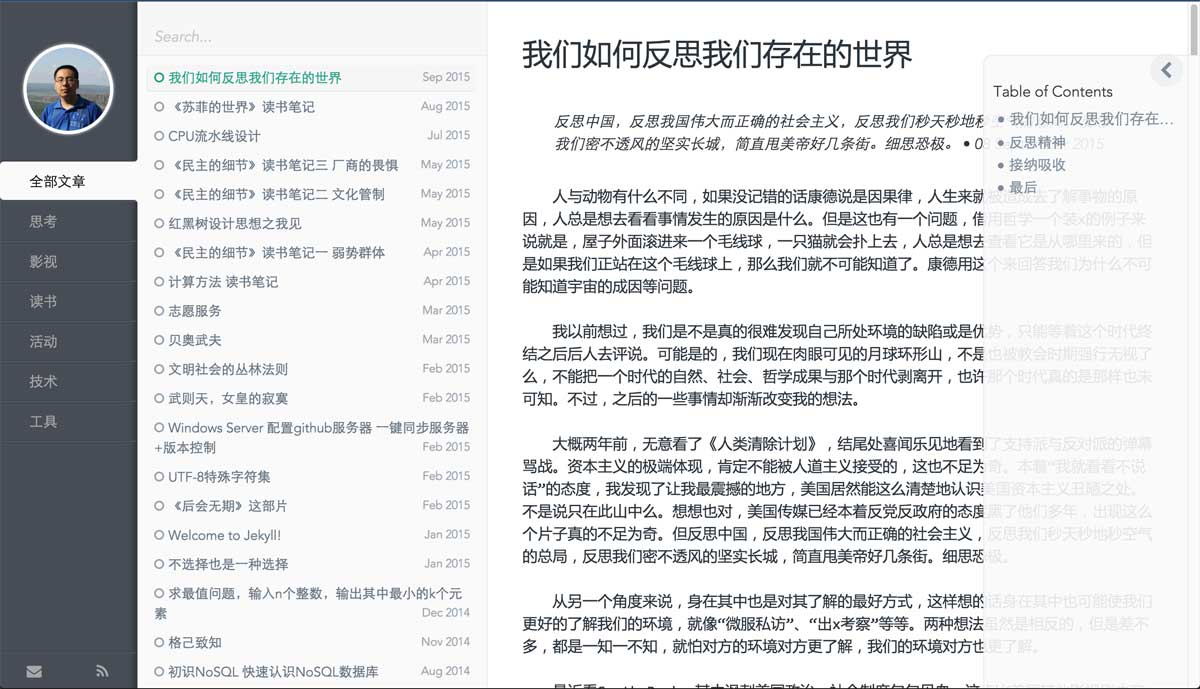 全部文章
思考
影视
读书
活动
技术
工具
Search...
我们如何反思我们存在的世界 Sep 2015
《苏菲的世界》读书笔记 Aug 2015
CPU流水线设计 Jul 2015
《民主的细节》读书笔记三 厂商的畏惧 May 2015
《民主的细节》读书笔记二 文化管制 May 2015
红黑树设计思想之我见 May 2015
《民主的细节》读书笔记一 弱势群体 Apr 2015
计算方法 读书笔记 Apr 2015
志愿服务 Mar 2015
贝奥武夫 Mar 2015
文明社会的丛林法则 Feb 2015
武则天，女皇的寂寞 Feb 2015
Windows Server 配置github服务器 一键同步服务器
+版本控制 Feb 2015
UTF-8特殊字符集 Feb 2015
《后会无期》这部片 Feb 2015
Welcome to Jekyll! Jan 2015
不选择也是一种选择 Jan 2015
求最值问题，输入n个整数，输出其中最小的k个元
素 Dec 2014
格己致知 Nov 2014
初识NoSQL 快速认识NoSQL数据库 Aug 2014
我们如何反思我们存在的世界
反思中国，反思我国伟大而正确的社会主义，反思我们秒天秒地秒
我们密不透风的坚实长城，简直甩美帝好几条街。细思恐极。 • 08 2015
人与动物有什么不同，如果没记错的话康德说是因果律，人生来就被造成去了解事物的原
因，人总是想去看看事情发生的原因是什么。但是这也有一个问题，借用哲学一个装x的例子来
说就是，屋子外面滚进来一个毛线球，一只猫就会扑上去，人总是想去查看它是从哪里来的，但
是如果我们正站在这个毛线球上，那么我们就不可能知道了。康德用这个来回答我们为什么不可
能知道宇宙的成因等问题。
我以前想过，我们是不是真的很难发现自己所处环境的缺陷或是优势，只能等着这个时代终
结之后后人去评说。可能是的，我们现在肉眼可见的月球环形山，不是也被教会时期强行无视了
么，不能把一个时代的自然、社会、哲学成果与那个时代剥离开，也许那个时代真的是那样也未
可知。不过，之后的一些事情却渐渐改变我的想法。
大概两年前，无意看了《人类清除计划》，结尾处喜闻乐见地看到了支持派与反对派的弹幕
骂战。资本主义的极端体现，肯定不能被人道主义接受的，这也不足为奇。本着“我就看看不说
话”的态度，我发现了让我最震撼的地方，美国居然能这么清楚地认识美国资本主义丑陋之处。
不是说只在此山中么。想想也对，美国传媒已经本着反党反政府的态度黑了他们多年，出现这么
个片子真的不足为奇。但反思中国，反思我国伟大而正确的社会主义，反思我们秒天秒地秒空气
的总局，反思我们密不透风的坚实长城，简直甩美帝好几条街。细思恐极。
从另一个角度来说，身在其中也是对其了解的最好方式，这样想的话身在其中也可能使我们
更好的了解我们的环境，就像“微服私访”、“出x考察”等等。两种想法虽然是相反的，但是差不
多，都是一知一不知，就怕对方的环境对方更了解，我们的环境对方也更了解。
Table of Contents
我们如何反思我们存在...
反思精神
接纳吸收
最后